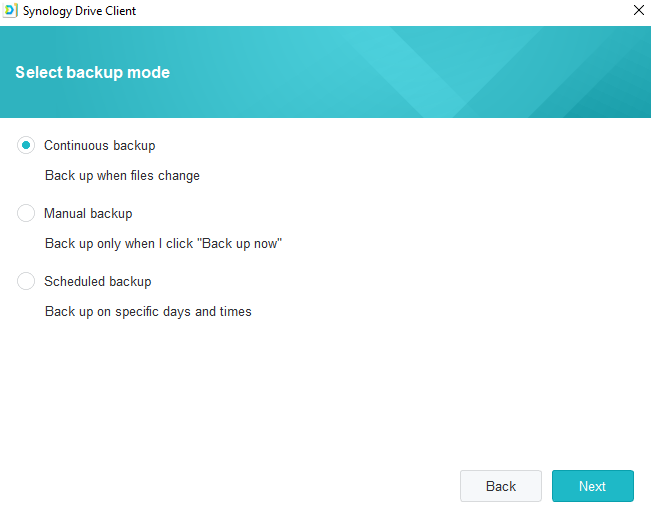 Synology Drive Client
Select backup mode
Continuous backup
Back up when files change
Manual backup
Back up only when I click "Back up now"
Scheduled backup
Back up on specific days and times
Back
Next